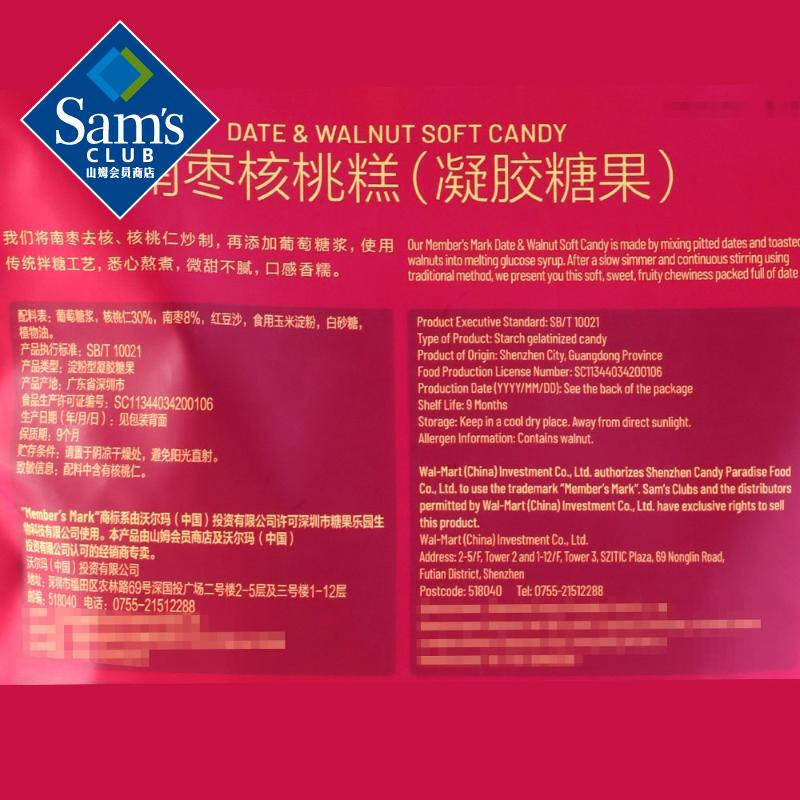 Sam's
CLUB
山姆会员商店
DATE & WALNUT SOFT CANDY
南枣核桃糕（凝胶糖果）
我们将南枣去核、核桃仁炒制，再添加葡萄糖浆，使用
传统拌糖工艺，悉心熬煮，微甜不腻，口感香糯。
Our Member's Mark Date & Walnut Soft Candy is made by mixing pitted dates and toasted
walnuts into melting glucose syrup. After a slow simmer and continuous stirring using
traditional method, we present you this soft, sweet, fruity chewiness packed full of date
配料表：葡萄糖浆，核桃仁30%，南枣8%，红豆沙，食用玉米淀粉，白砂糖，
植物油。
产品执行标准：SB/T 10021
产品类型：淀粉型凝胶糖果
产品产地：广东省深圳市
食品生产许可证编号：SC11344034200106
生产日期（年/月/日）：见包装背面
保质期：9个月
贮存条件：请置于阴凉干燥处，避免阳光直射。
致敏信息：配料中含有核桃仁。
"Member's Mark"商标系由沃尔玛（中国）投资有限公司许可深圳市糖果乐园生
物科技有限公司使用。本产品由山姆会员商店及沃尔玛（中国）
投资有限公司认可的经销商专卖。
沃尔玛（中国）投资有限公司
地址：深圳市福田区农林路69号深国投广场二号楼2-5层及三号楼1-12层
邮编：518040 电话：0755-21512288
Product Executive Standard: SB/T 10021
Type of Product: Starch gelatinized candy
Product of Origin: Shenzhen City, Guangdong Province
Food Production License Number: SC11344034200106
Production Date (YYYY/MM/DD): See the back of the package
Shelf Life: 9 Months
Storage: Keep in a cool dry place. Away from direct sunlight.
Allergen Information: Contains walnut.
Wal-Mart (China) Investment Co., Ltd. authorizes Shenzhen Candy Paradise Food
Co., Ltd. to use the trademark "Member's Mark". Sam's Clubs and the distributors
permitted by Wal-Mart (China) Investment Co., Ltd. have exclusive rights to sell
this product.
Wal-Mart (China) Investment Co., Ltd.
Address: 2-5/F, Tower 2 and 1-12/F, Tower 3, SZITIC Plaza, 69 Nonglin Road,
Futian District, Shenzhen
Postcode: 518040 Tel: 0755-21512288